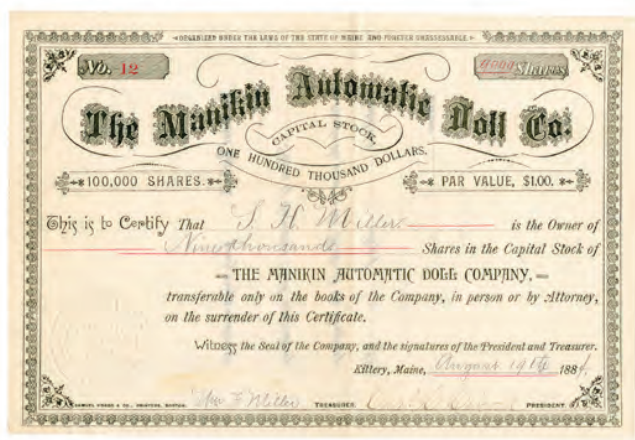 ORGANIZED UNDER THE LAWS OF THE STATE OF MAINE AND FOREVER UNASSESSABLE
No. 12
9000 Shares
The Manikin Automatic Doll Co.
CAPITAL STOCK,
ONE HUNDRED THOUSAND DOLLARS.
100,000 SHARES.
PAR VALUE, $1.00.
This is to Certify That S. H. Miller is the Owner of
Nine thousand Shares in the Capital Stock of
THE MANIKIN AUTOMATIC DOLL COMPANY,
transferable only on the books of the Company, in person or by Attorney,
on the surrender of this Certificate.
Witness the Seal of the Company, and the signatures of the President and Treasurer.
Kittery, Maine, August 19th 188
Miller TREASURER. PRESIDENT.